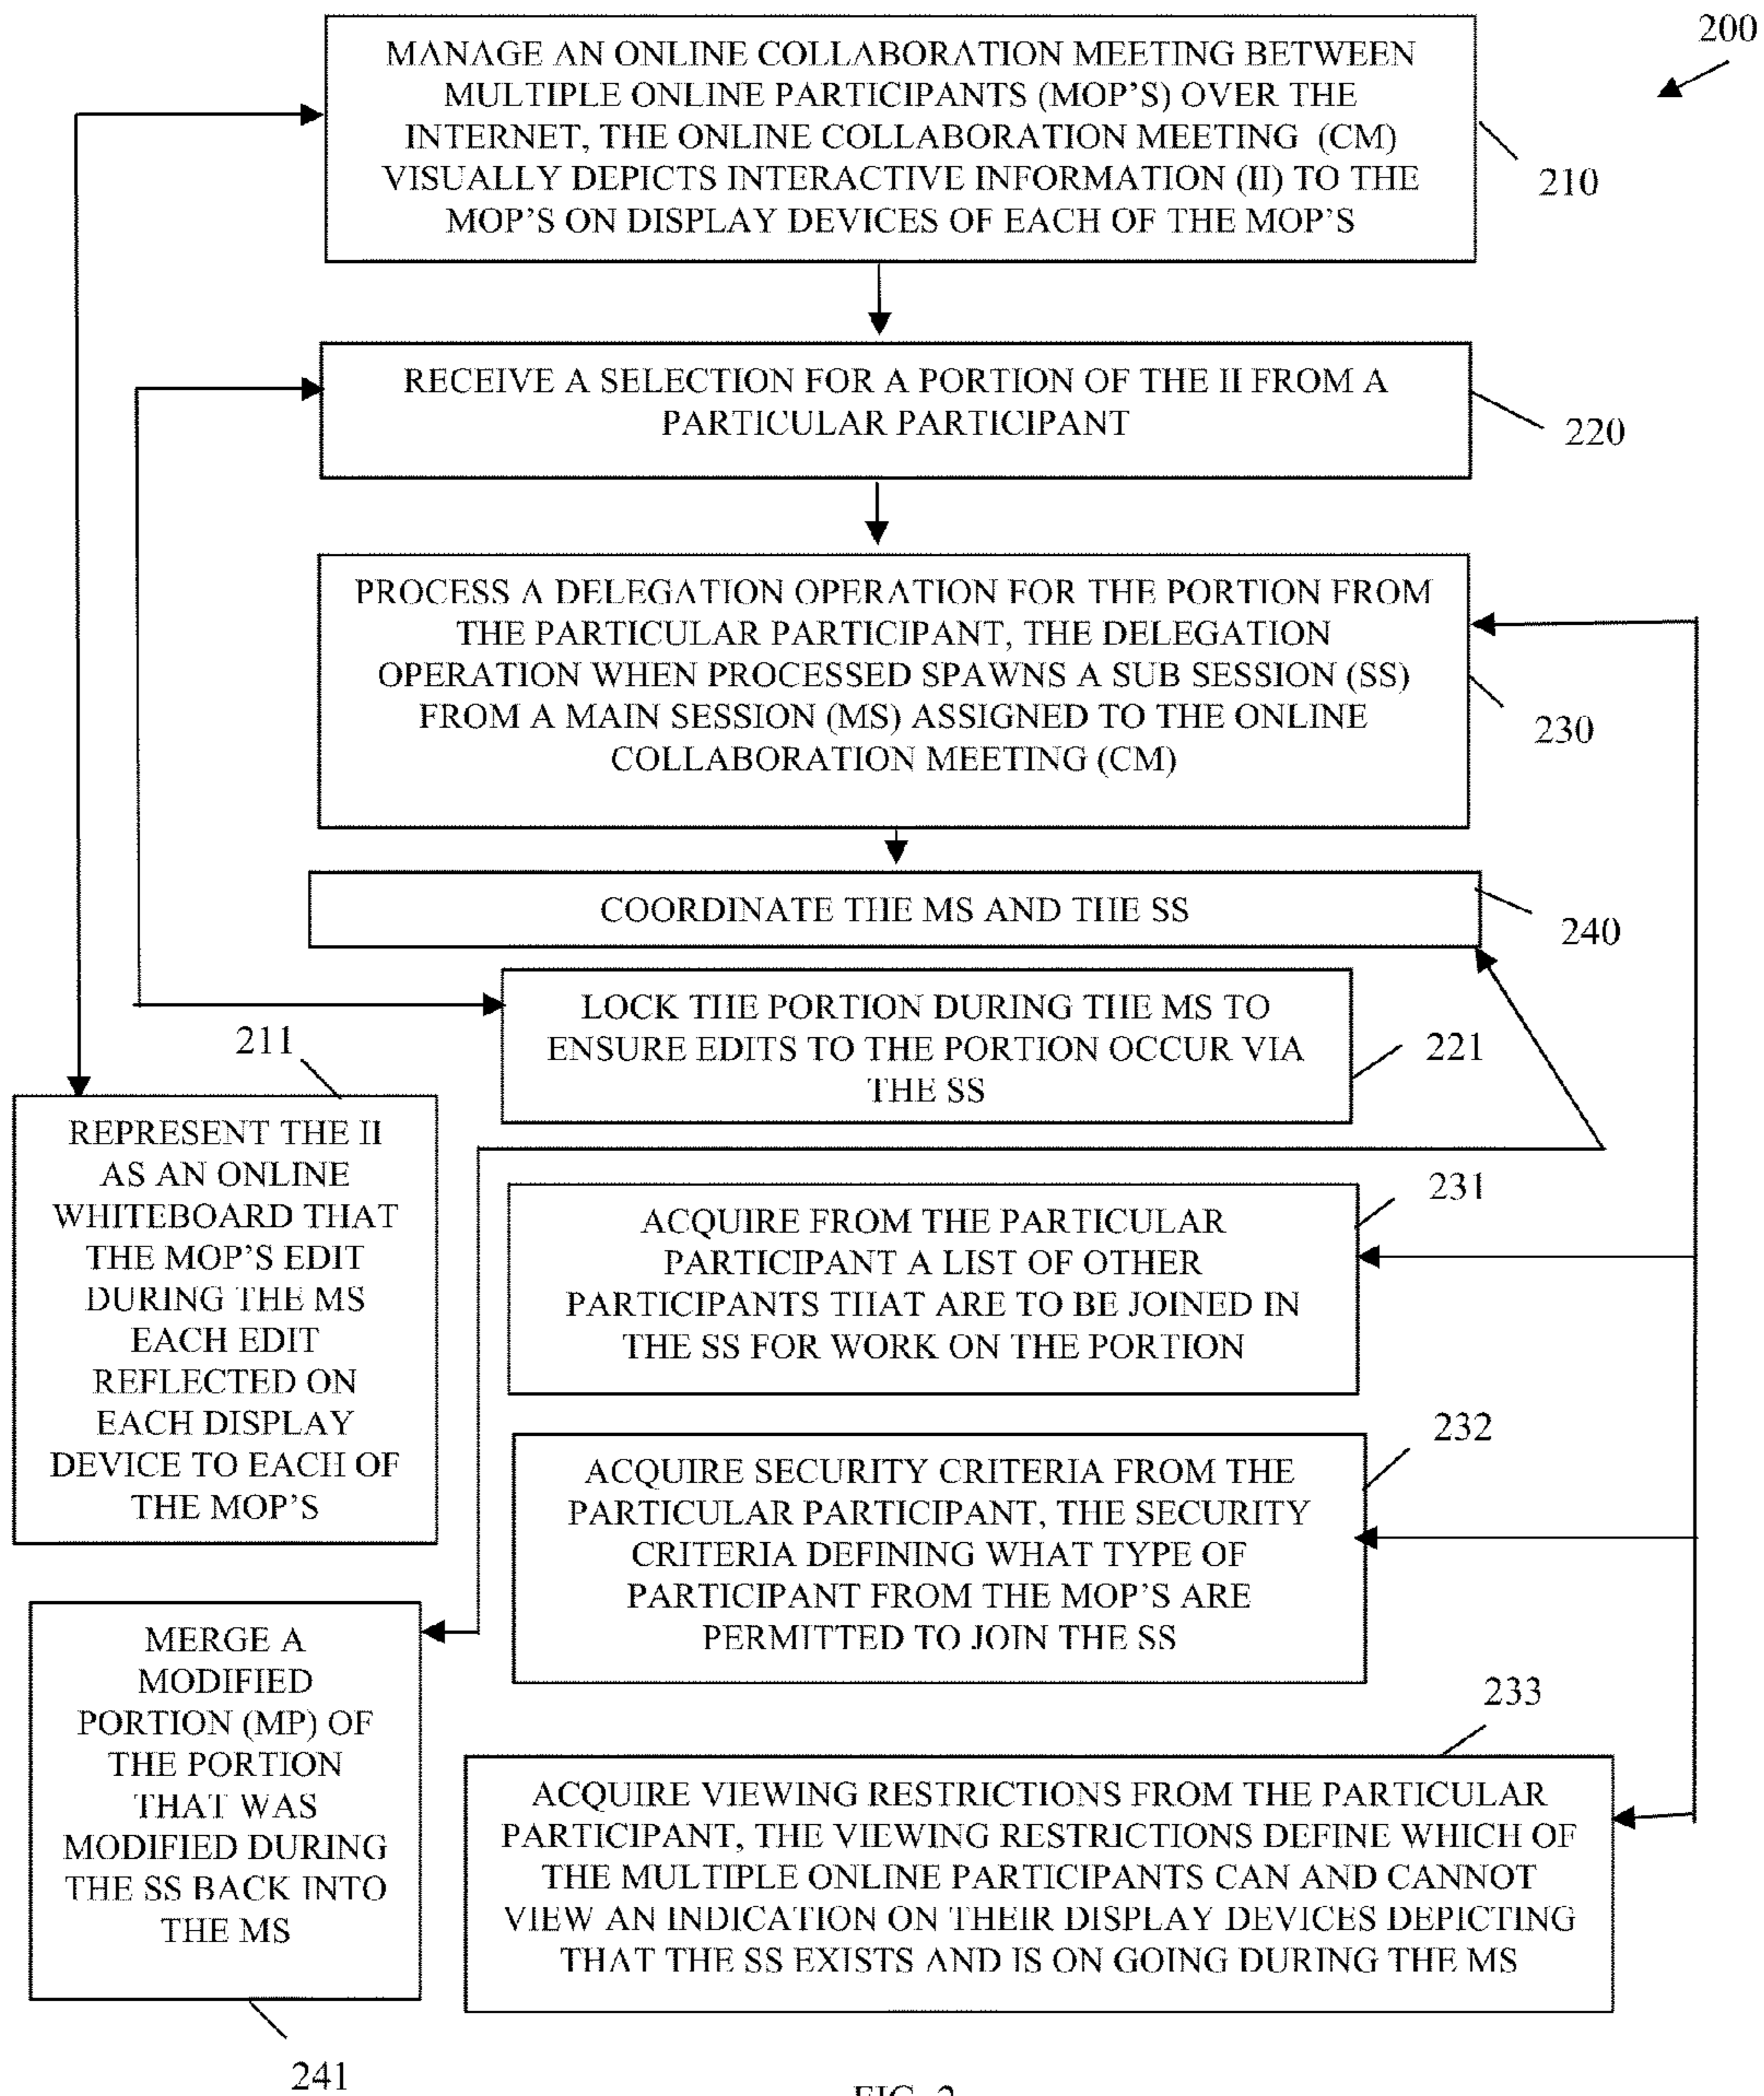 200
MANAGE AN ONLINE COLLABORATION MEETING BETWEEN
MULTIPLE ONLINE PARTICIPANTS (MOP'S) OVER THE
INTERNET, THE ONLINE COLLABORATION MEETING (CM)
VISUALLY DEPICTS INTERACTIVE INFORMATION (II) TO THE
MOP'S ON DISPLAY DEVICES OF EACH OF THE MOP'S
210
RECEIVE A SELECTION FOR A PORTION OF THE II FROM A
PARTICULAR PARTICIPANT
220
PROCESS A DELEGATION OPERATION FOR THE PORTION FROM
THE PARTICULAR PARTICIPANT, THE DELEGATION
OPERATION WHEN PROCESSED SPAWNS A SUB SESSION (SS)
FROM A MAIN SESSION (MS) ASSIGNED TO THE ONLINE
COLLABORATION MEETING (CM)
230
COORDINATE THE MS AND THE SS
240
LOCK THE PORTION DURING THE MS TO
ENSURE EDITS TO THE PORTION OCCUR VIA
THE SS
221
211
REPRESENT THE II
AS AN ONLINE
WHITEBOARD THAT
THE MOP'S EDIT
DURING THE MS
EACH EDIT
REFLECTED ON
EACH DISPLAY
DEVICE TO EACH OF
THE MOP'S
231
ACQUIRE FROM THE PARTICULAR
PARTICIPANT A LIST OF OTHER
PARTICIPANTS THAT ARE TO BE JOINED IN
THE SS FOR WORK ON THE PORTION
232
ACQUIRE SECURITY CRITERIA FROM THE
PARTICULAR PARTICIPANT, THE SECURITY
CRITERIA DEFINING WHAT TYPE OF
PARTICIPANT FROM THE MOP'S ARE
PERMITTED TO JOIN THE SS
MERGE A
MODIFIED
PORTION (MP) OF
THE PORTION
THAT WAS
MODIFIED DURING
THE SS BACK INTO
THE MS
241
233
ACQUIRE VIEWING RESTRICTIONS FROM THE PARTICULAR
PARTICIPANT, THE VIEWING RESTRICTIONS DEFINE WHICH OF
THE MULTIPLE ONLINE PARTICIPANTS CAN AND CANNOT
VIEW AN INDICATION ON THEIR DISPLAY DEVICES DEPICTING
THAT THE SS EXISTS AND IS ON GOING DURING THE MS
FIG. 2